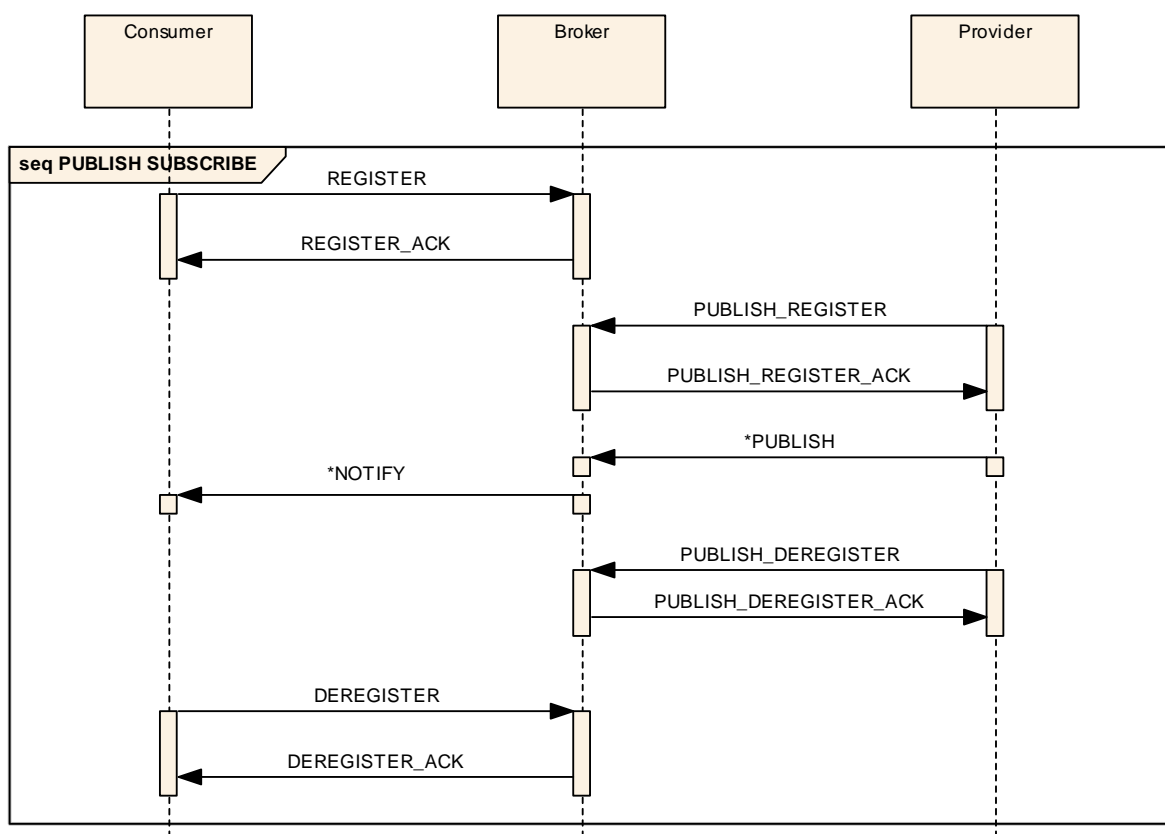 Consumer
Broker
Provider
seq PUBLISH SUBSCRIBE
REGISTER
REGISTER_ACK
PUBLISH_REGISTER
PUBLISH_REGISTER_ACK
*PUBLISH
*NOTIFY
PUBLISH_DEREGISTER
PUBLISH_DEREGISTER_ACK
DEREGISTER
DEREGISTER_ACK